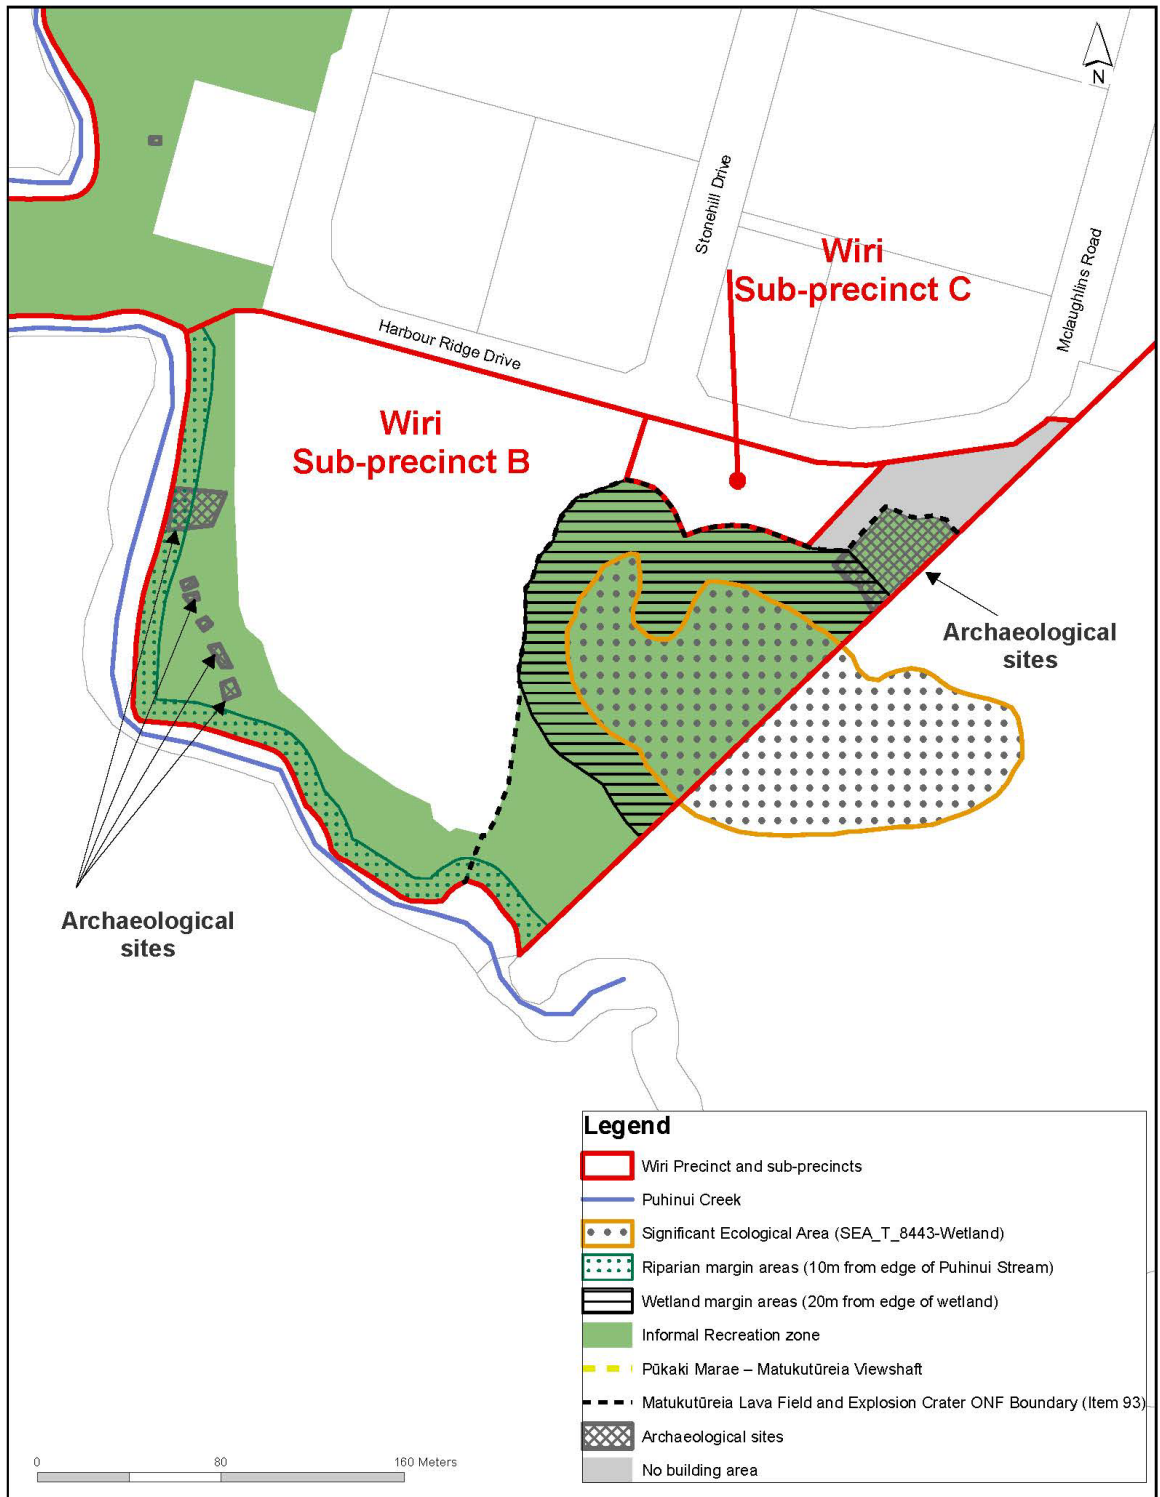 N
Stonehill Drive
Mclaughlins Road
Wiri
Sub-precinct C
Harbour Ridge Drive
Wiri
Sub-precinct B
Archaeological
sites
Archaeological
sites
Legend
Wiri Precinct and sub-precincts
Puhinui Creek
Significant Ecological Area (SEA_T_8443-Wetland)
Riparian margin areas (10m from edge of Puhinui Stream)
Wetland margin areas (20m from edge of wetland)
Informal Recreation zone
Pūkaki Marae – Matukutūreia Viewshaft
Matukutūreia Lava Field and Explosion Crater ONF Boundary (Item 93)
Archaeological sites
No building area
0 80 160 Meters